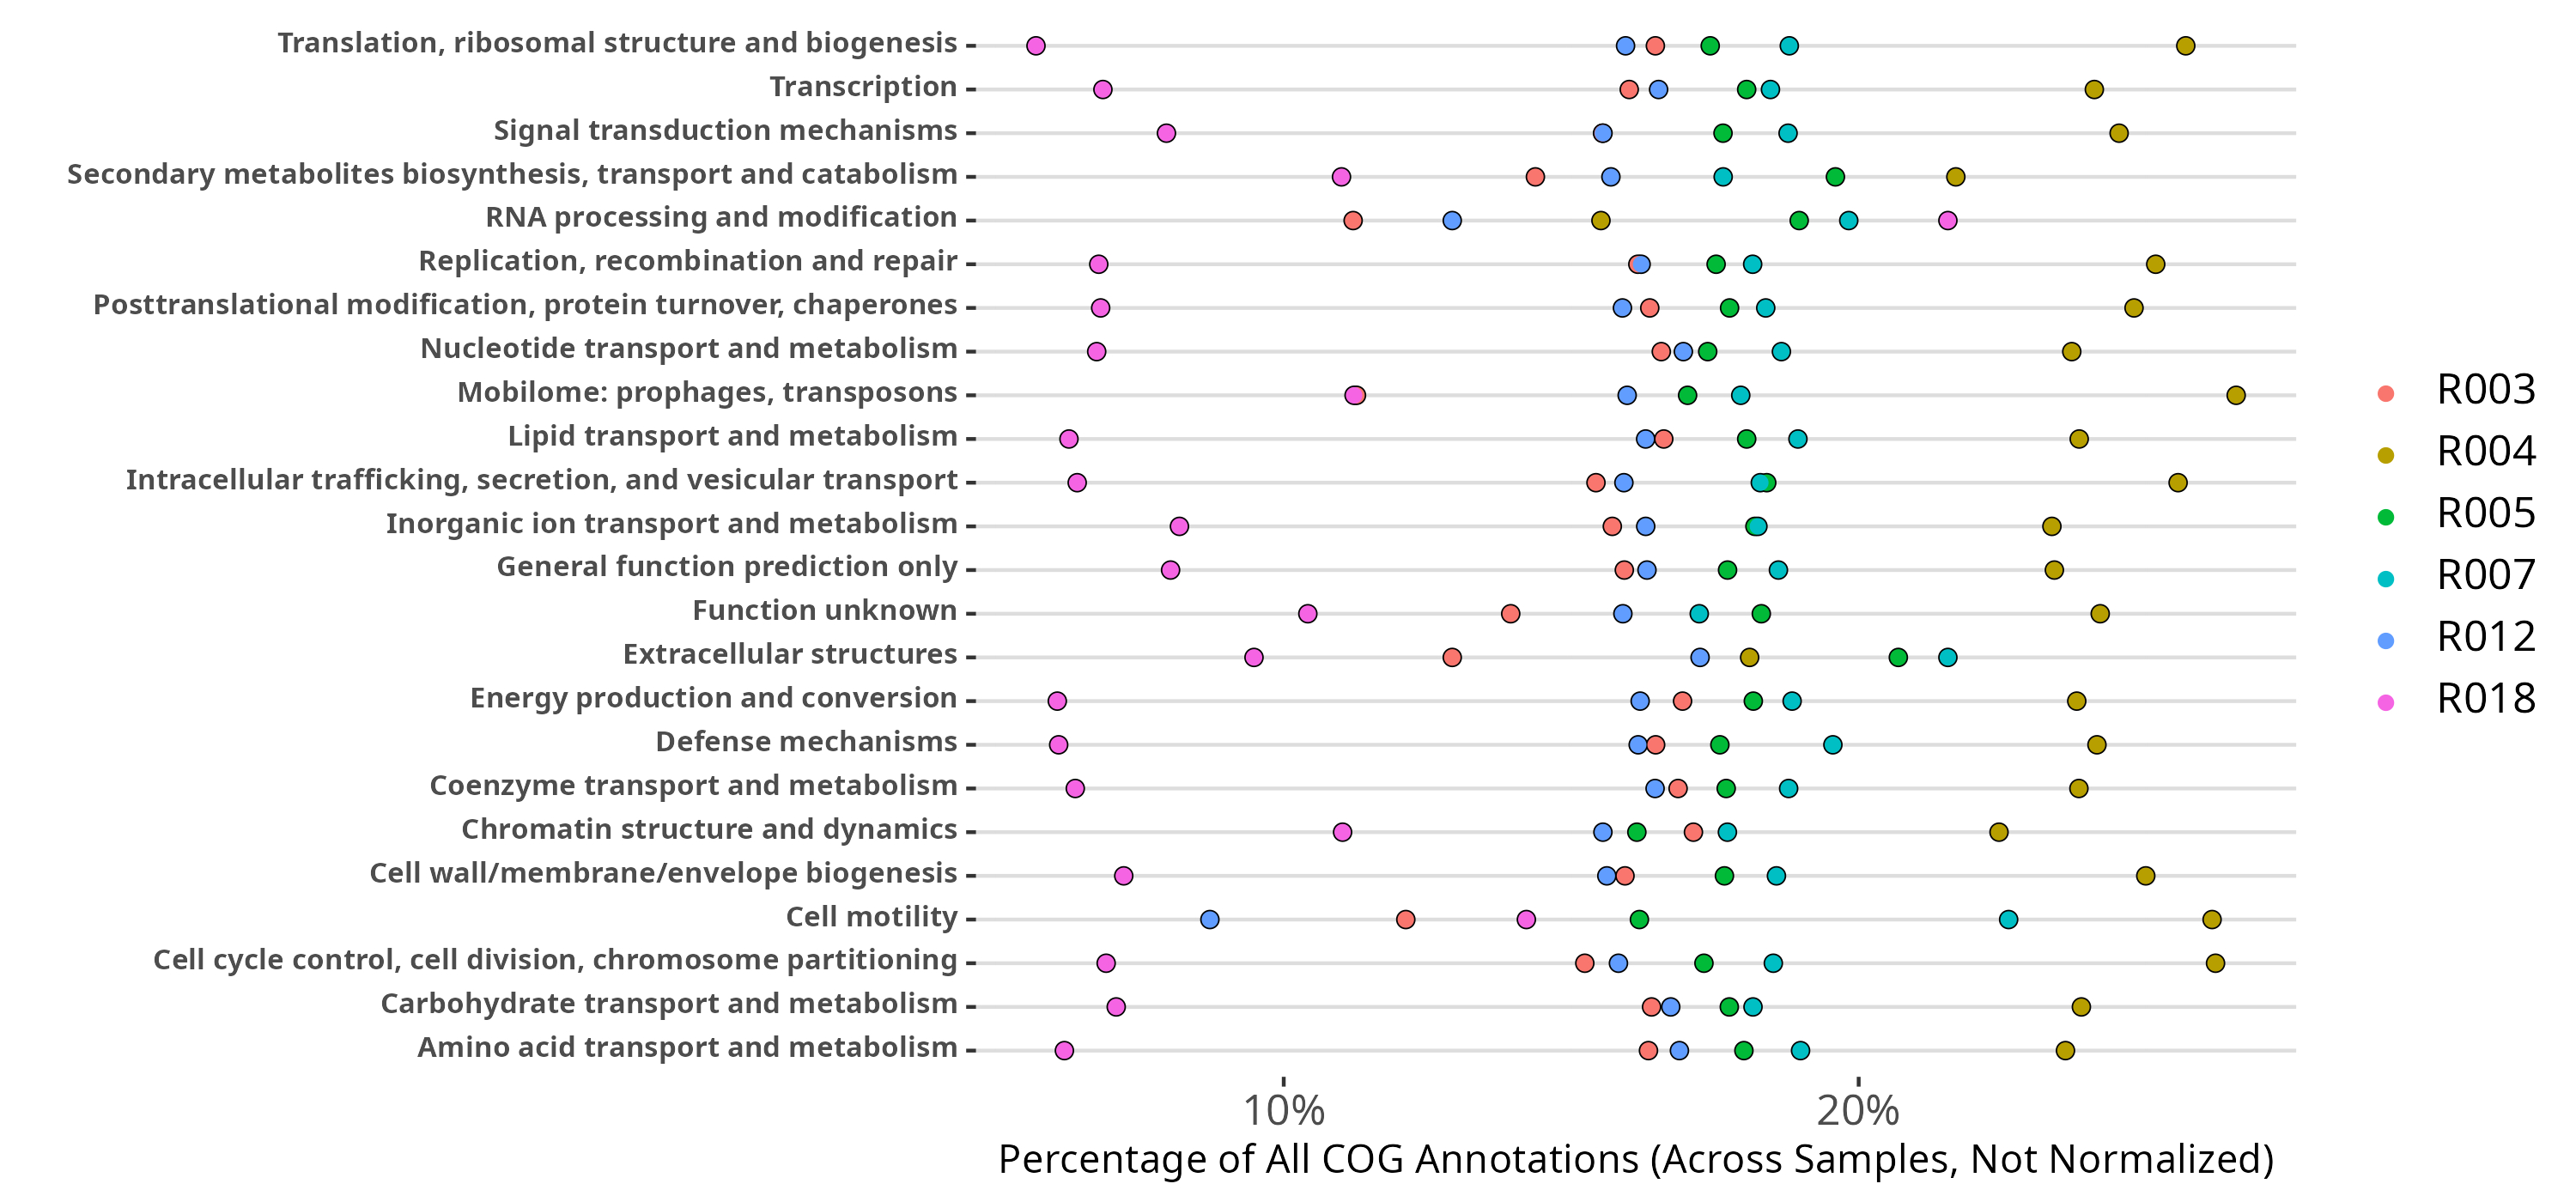 Translation, ribosomal structure and biogenesis
Transcription
Signal transduction mechanisms
Secondary metabolites biosynthesis, transport and catabolism
RNA processing and modification
Replication, recombination and repair
Posttranslational modification, protein turnover, chaperones
Nucleotide transport and metabolism
Mobilome: prophages, transposons
Lipid transport and metabolism
Intracellular trafficking, secretion, and vesicular transport
Inorganic ion transport and metabolism
General function prediction only
Function unknown
Extracellular structures
Energy production and conversion
Defense mechanisms
Coenzyme transport and metabolism
Chromatin structure and dynamics
Cell wall/membrane/envelope biogenesis
Cell motility
Cell cycle control, cell division, chromosome partitioning
Carbohydrate transport and metabolism
Amino acid transport and metabolism
10% 20%
Percentage of All COG Annotations (Across Samples, Not Normalized)
R003
R004
R005
R007
R012
R018